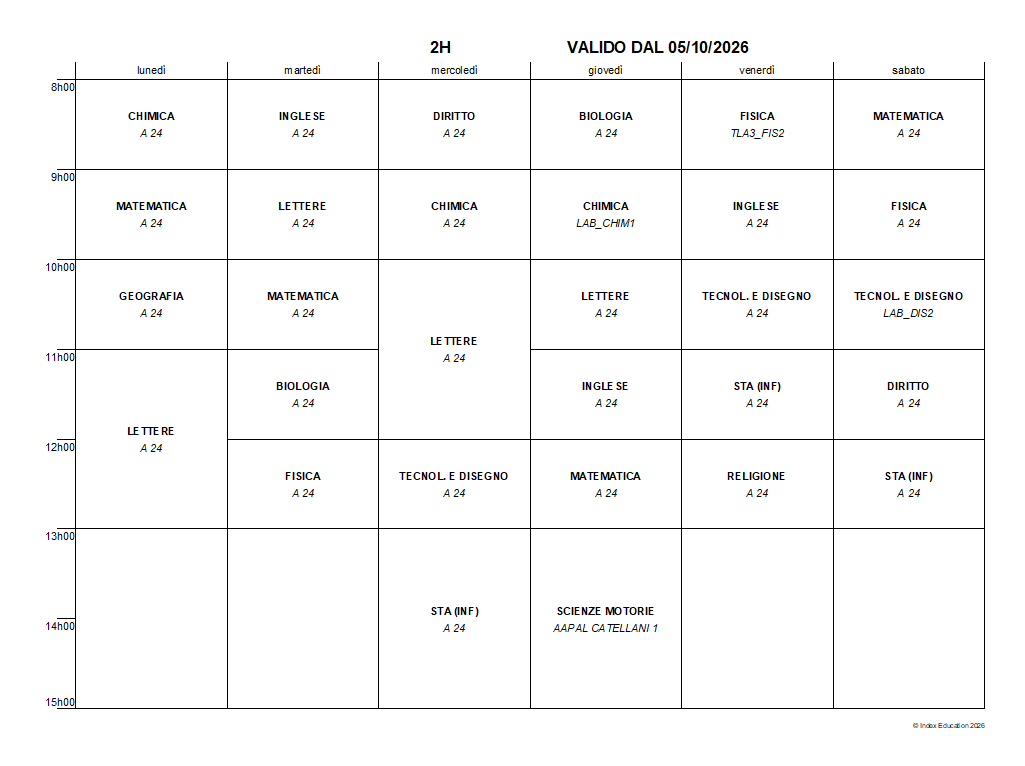 2H VALIDO DAL 05/10/2026
lunedì martedì mercoledì giovedì venerdì sabato
8h00
CHIMICA INGLESE DIRITTO BIOLOGIA FISICA MATEMATICA
A 24 A 24 A 24 A 24 TLA3_FIS2 A 24
9h00
MATEMATICA LETTERE CHIMICA CHIMICA INGLESE FISICA
A 24 A 24 A 24 LAB_CHIM1 A 24 A 24
10h00
GEOGRAFIA MATEMATICA LETTERE TECNOL. E DISEGNO TECNOL. E DISEGNO
A 24 A 24 A 24 A 24 LAB_DIS2
LETTERE
A 24
11h00
BIOLOGIA INGLESE STA (INF) DIRITTO
A 24 A 24 A 24 A 24
LETTERE
A 24
12h00
FISICA TECNOL. E DISEGNO MATEMATICA RELIGIONE STA (INF)
A 24 A 24 A 24 A 24 A 24
13h00
STA (INF) SCIENZE MOTORIE
A 24 AAPAL CATELLANI 1
14h00
15h00
© Index Education 2026